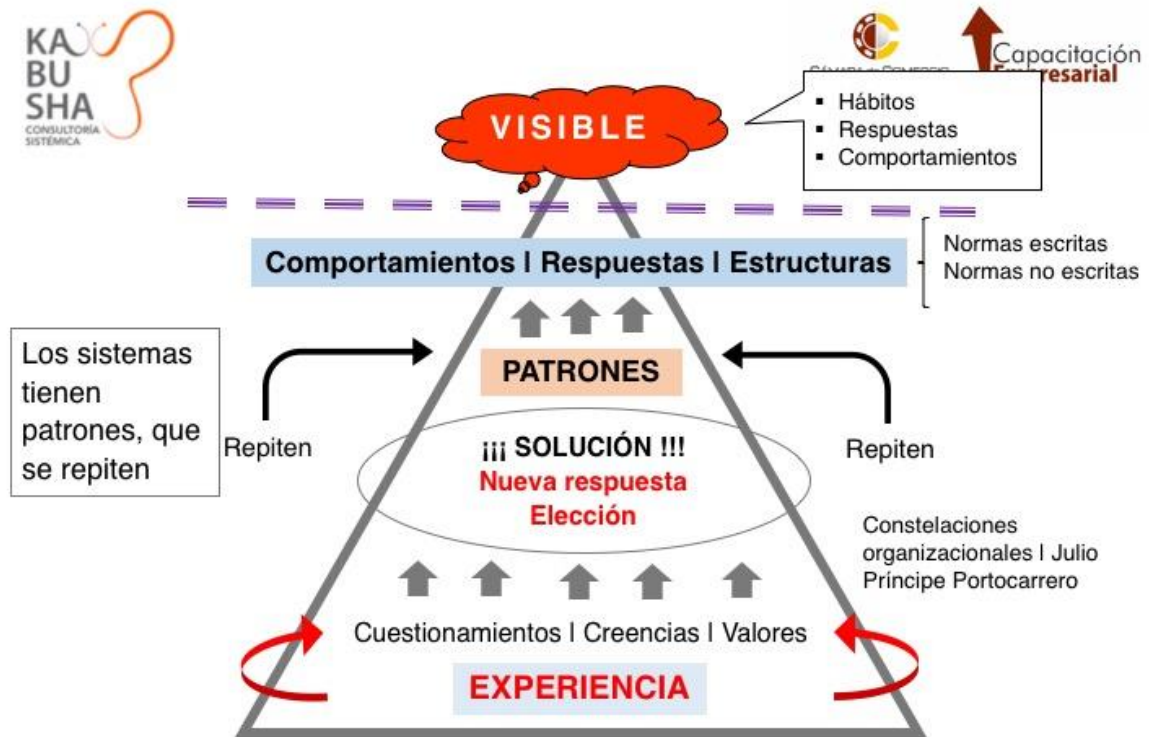 KA
BU
SHA
CONSULTORÍA
SISTÉMICA
Capacitación
VISIBLE
▪ Hábitos
▪ Respuestas
▪ Comportamientos
Comportamientos | Respuestas | Estructuras
Normas escritas
Normas no escritas
Los sistemas
tienen
patrones, que
se repiten
Repiten
PATRONES
¡¡¡ SOLUCIÓN !!!
Nueva respuesta
Elección
Repiten
Constelaciones
organizacionales | Julio
Príncipe Portocarrero
Cuestionamientos | Creencias | Valores
EXPERIENCIA